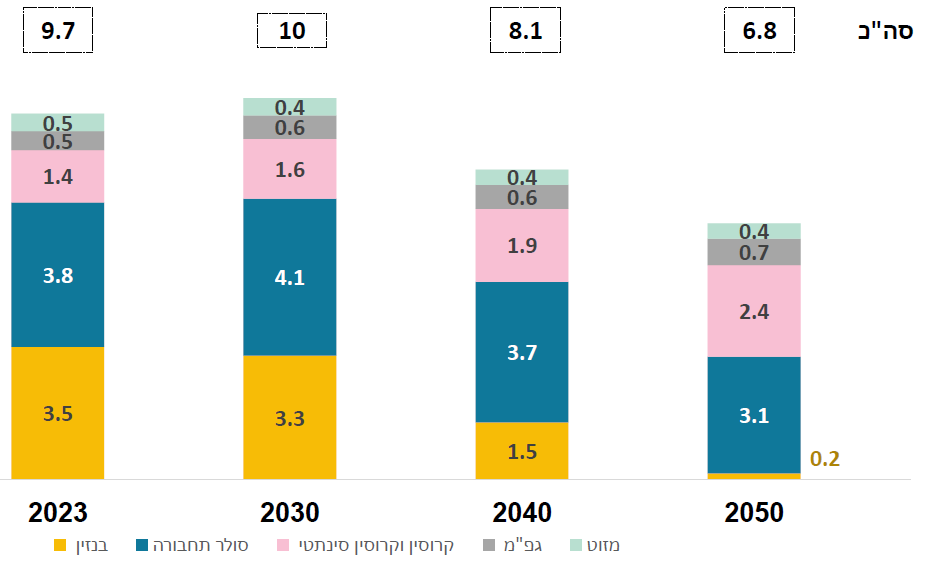 סה"כ 6.8 8.1 10 9.7
0.5 0.4 0.4 0.4
0.5 0.6 0.6 0.7
1.4 1.6 1.9 2.4
3.8 4.1 3.7 3.1
3.5 3.3 1.5 0.2
2023 2030 2040 2050
מזוט גפ"מ קרוסין וקרוסין סינתטי סולר תחבורה בנזין